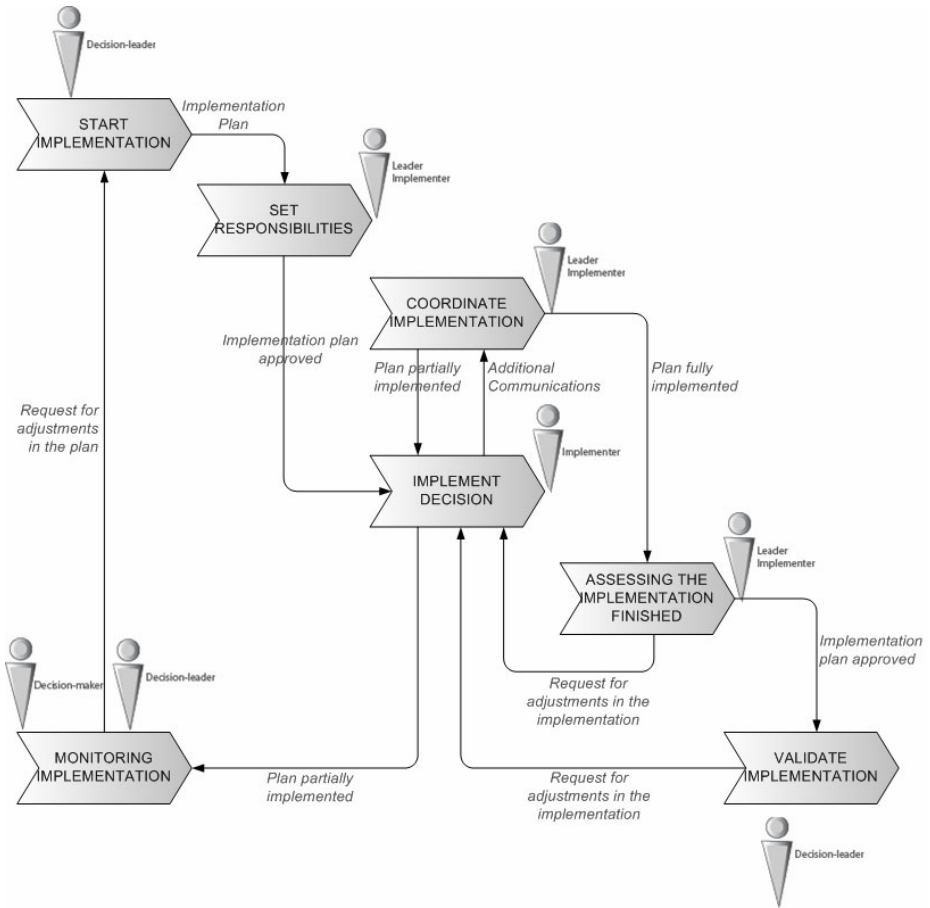 Decision-leader
START
IMPLEMENTATION
Implementation
Plan
Leader
Implementer
SET
RESPONSIBILITIES
Leader
Implementer
COORDINATE
IMPLEMENTATION
Implementation plan
approved
Plan partially
implemented
Additional
Communications
Plan fully
implemented
Request for
adjustments
in the plan
Implementer
IMPLEMENT
DECISION
Leader
Implementer
ASSESSING THE
IMPLEMENTATION
FINISHED
Implementation
plan approved
Decision-maker
Decision-leader
Request for
adjustments in the
implementation
MONITORING
IMPLEMENTATION
Plan partially
implemented
Request for
adjustments in the
implementation
VALIDATE
IMPLEMENTATION
Decision-leader